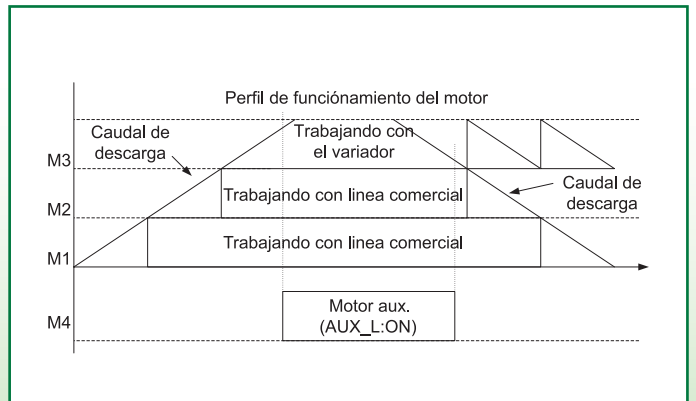 Perfil de funciónamiento del motor
Caudal de
descarga
Trabajando con
el variador
M3
Caudal de
descarga
Trabajando con linea comercial
M2
Trabajando con linea comercial
M1
Motor aux.
(AUX_L:ON)
M4